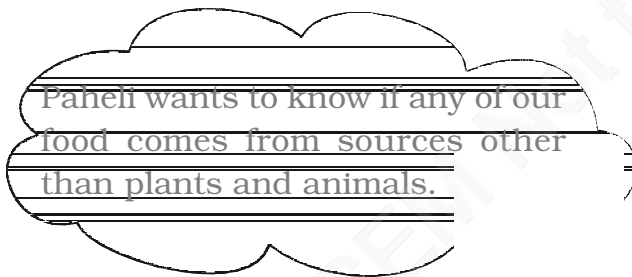 Paheli wants to know if any of our
food comes from sources other
than plants and animals.